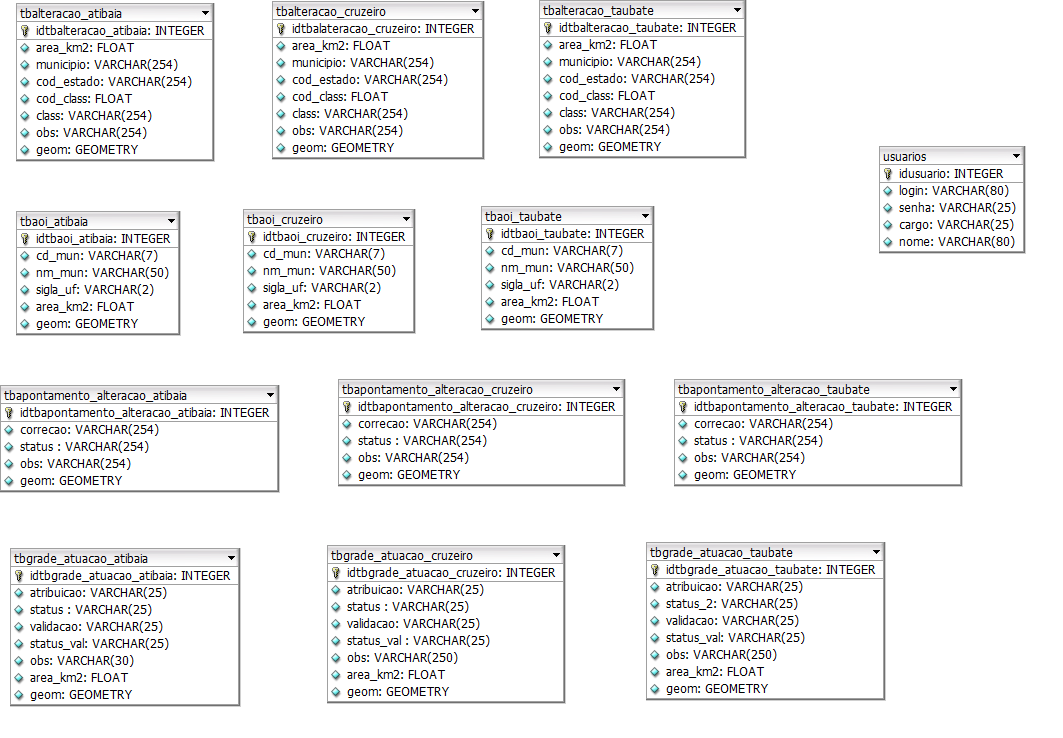 tbalteracao_atibaia
idtbalteracao_atibaia: INTEGER
area_km2: FLOAT
municipio: VARCHAR(254)
cod_estado: VARCHAR(254)
cod_class: FLOAT
class: VARCHAR(254)
obs: VARCHAR(254)
geom: GEOMETRY
tbalteracao_cruzeiro
idtbalateracao_cruzeiro: INTEGER
area_km2: FLOAT
municipio: VARCHAR(254)
cod_estado: VARCHAR(254)
cod_class: FLOAT
class: VARCHAR(254)
obs: VARCHAR(254)
geom: GEOMETRY
tbalteracao_taubate
idtbalteracao_taubate: INTEGER
area_km2: FLOAT
municipio: VARCHAR(254)
cod_estado: VARCHAR(254)
cod_class: FLOAT
class: VARCHAR(254)
obs: VARCHAR(254)
geom: GEOMETRY
usuarios
idusuario: INTEGER
login: VARCHAR(80)
senha: VARCHAR(25)
cargo: VARCHAR(25)
nome: VARCHAR(80)
tbaoi_atibaia
idtbaoi_atibaia: INTEGER
cd_mun: VARCHAR(7)
nm_mun: VARCHAR(50)
sigla_uf: VARCHAR(2)
area_km2: FLOAT
geom: GEOMETRY
tbaoi_cruzeiro
idtbaoi_cruzeiro: INTEGER
cd_mun: VARCHAR(7)
nm_mun: VARCHAR(50)
sigla_uf: VARCHAR(2)
area_km2: FLOAT
geom: GEOMETRY
tbaoi_taubate
idtbaoi_taubate: INTEGER
cd_mun: VARCHAR(7)
nm_mun: VARCHAR(50)
sigla_uf: VARCHAR(2)
area_km2: FLOAT
geom: GEOMETRY
tbapontamento_alteracao_atibaia
idtbapontamento_alteracao_atibaia: INTEGER
correcao: VARCHAR(254)
status : VARCHAR(254)
obs: VARCHAR(254)
geom: GEOMETRY
tbapontamento_alteracao_cruzeiro
idtbapontamento_alteracao_cruzeiro: INTEGER
correcao: VARCHAR(254)
status : VARCHAR(254)
obs: VARCHAR(254)
geom: GEOMETRY
tbapontamento_alteracao_taubate
idtbapontamento_alteracao_taubate: INTEGER
correcao: VARCHAR(254)
status : VARCHAR(254)
obs: VARCHAR(254)
geom: GEOMETRY
tbgrade_atuacao_atibaia
idtbgrade_atuacao_atibaia: INTEGER
atribuicao: VARCHAR(25)
status : VARCHAR(25)
validacao: VARCHAR(25)
status_val: VARCHAR(25)
obs: VARCHAR(30)
area_km2: FLOAT
geom: GEOMETRY
tbgrade_atuacao_cruzeiro
idtbgrade_atuacao_cruzeiro: INTEGER
atribuicao: VARCHAR(25)
status : VARCHAR(25)
validacao: VARCHAR(25)
status_val : VARCHAR(25)
obs: VARCHAR(250)
area_km2: FLOAT
geom: GEOMETRY
tbgrade_atuacao_taubate
idtbgrade_atuacao_taubate: INTEGER
atribuicao: VARCHAR(25)
status_2: VARCHAR(25)
validacao: VARCHAR(25)
status_val: VARCHAR(25)
obs: VARCHAR(250)
area_km2: FLOAT
geom: GEOMETRY